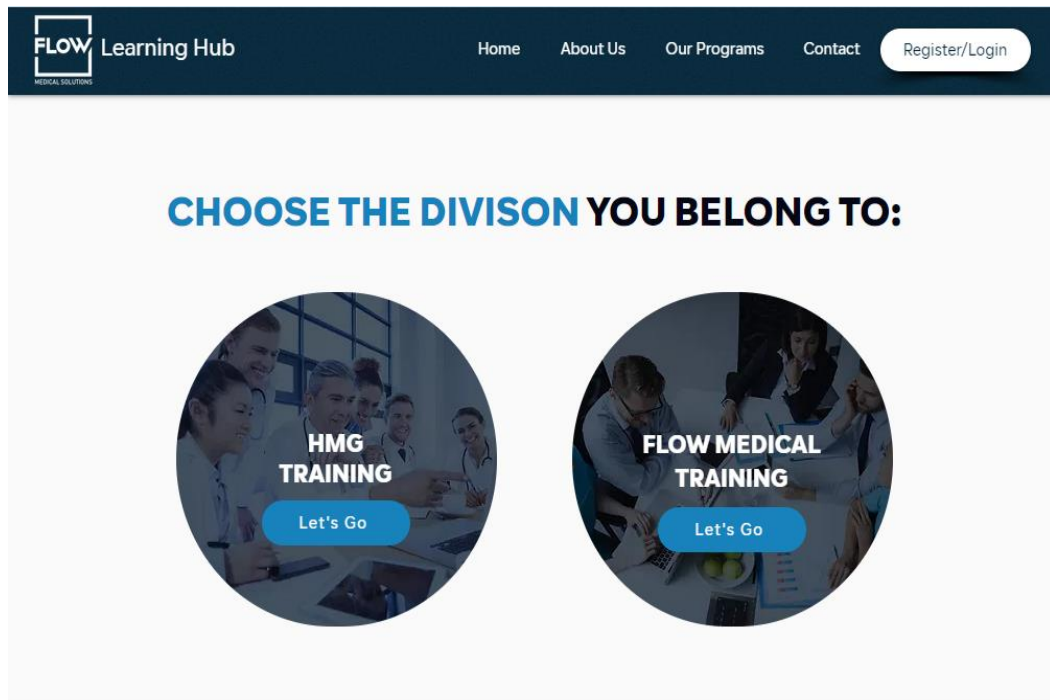 FLOW
MEDICAL SOLUTIONS
Learning Hub
Home
About Us
Our Programs
Contact
Register/Login
CHOOSE THE DIVISON YOU BELONG TO:
HMG
TRAINING
Let's Go
FLOW MEDICAL
TRAINING
Let's Go